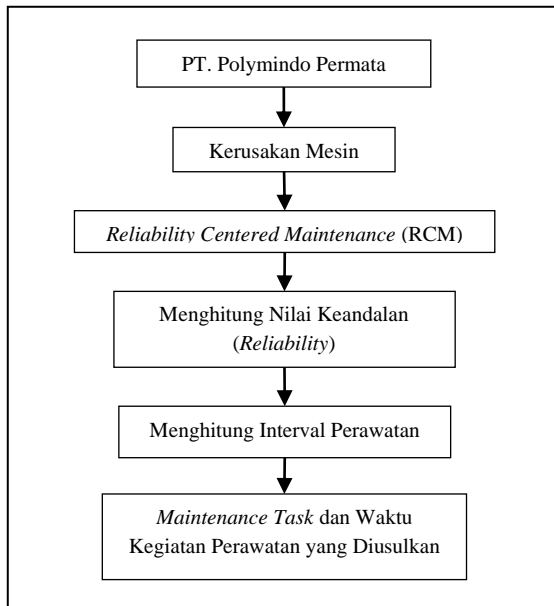 PT. Polymindo Permata
Kerusakan Mesin
Reliability Centered Maintenance (RCM)
Menghitung Nilai Keandalan
(Reliability)
Menghitung Interval Perawatan
Maintenance Task dan Waktu
Kegiatan Perawatan yang Diusulkan